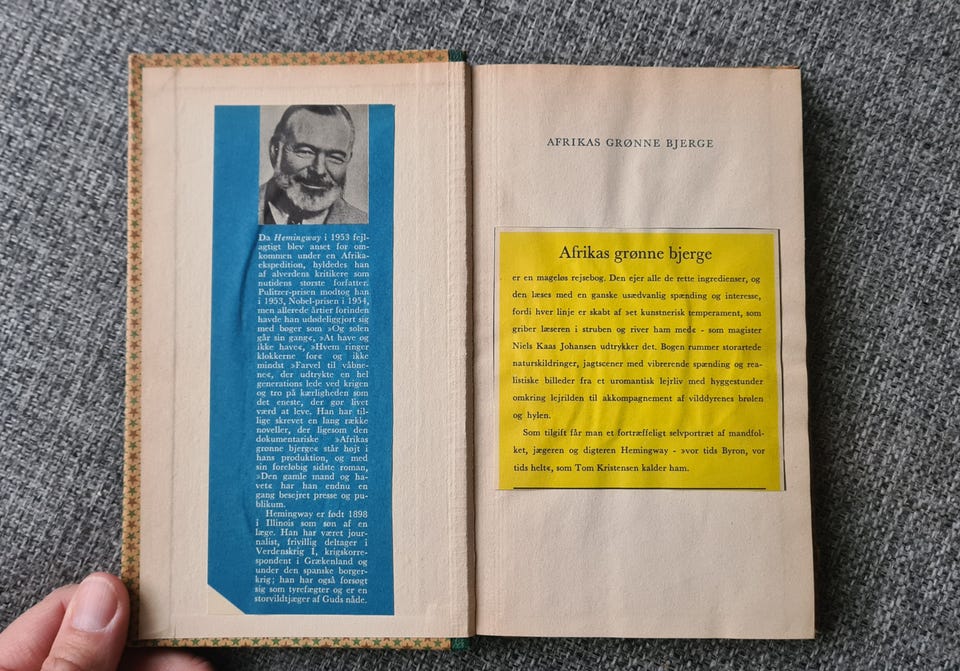 Da Hemingway i 1953 fejl-
agtigt blev anset for om-
kommen under en Afrika-
ekspedition, hyldedes han
af alverdens kritikere som
nutidens største forfatter.
Pulitzer-prisen modtog han
i 1953, Nobel-prisen i 1954,
men allerede årtier forinden
havde han udødeliggjort sig
med bøger som »Og solen
går sin gang«, »At have og
ikke have«, »Hvem ringer
klokkerne for« og ikke
mindst »Farvel til våbne-
ne«, der udtrykte en hel
generations lede ved krigen
og tro på kærligheden som
det eneste, der gør livet
værd at leve. Han har til-
lige skrevet en lang række
noveller, der ligesom den
dokumentariske »Afrikas
grønne bjerge« står højt i
hans produktion, og med
sin foreløbig sidste roman,
»Den gamle mand og ha-
vet« har han endnu en
gang besejret presse og pu-
blikum.
Hemingway er født 1898
i Illinois som søn af en
læge. Han har været jour-
nalist, frivillig deltager i
Verdenskrig I, krigskorre-
spondent i Grækenland og
under den spanske borger-
krig; han har også forsøgt
sig som tyrefægter og er en
storvildtjæger af Guds nåde.
AFRIKAS GRØNNE BJERGE
Afrikas grønne bjerge
er en mageløs rejsebog. Den ejer alle de rette ingredienser, og
den læses med en ganske usædvanlig spænding og interesse,
fordi hver linje er skabt af »et kunstnerisk temperament, som
griber læseren i struben og river ham med« - som magister
Niels Kaas Johansen udtrykker det. Bogen rummer storartede
naturskildringer, jagtscener med vibrerende spænding og rea-
listiske billeder fra et uromantisk lejrliv med hyggestunder
omkring lejrilden til akkompagnement af vilddyrenes brølen
og hylen.
Som tilgift får man et fortræffeligt selvportræt af mandfol-
ket, jægeren og digteren Hemingway - »vor tids Byron, vor
tids helt«, som Tom Kristensen kalder ham.